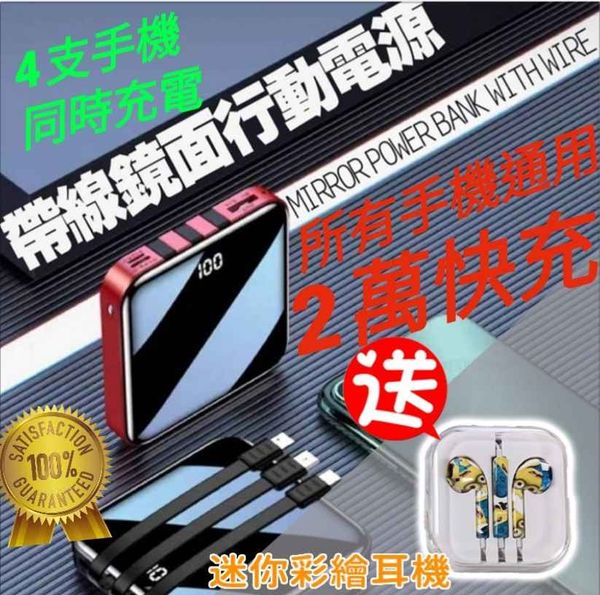 4支手機
同時充電
帶線鏡面行動電源
MIRROR POWER BANK WITH WIRE
所有手機通用
2萬快充
100
送
SATISFACTION
100%
GUARANTEED
10
迷你彩繪耳機